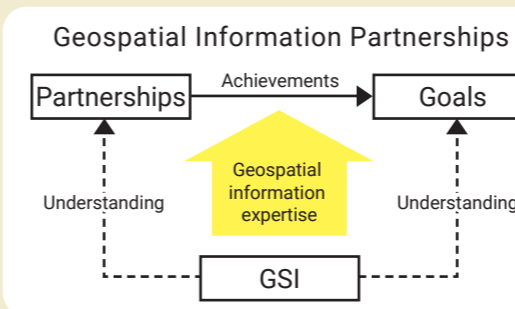 Geospatial Information Partnerships
Achievements
Partnerships
Goals
Geospatial
information
expertise
Understanding
Understanding
GSI